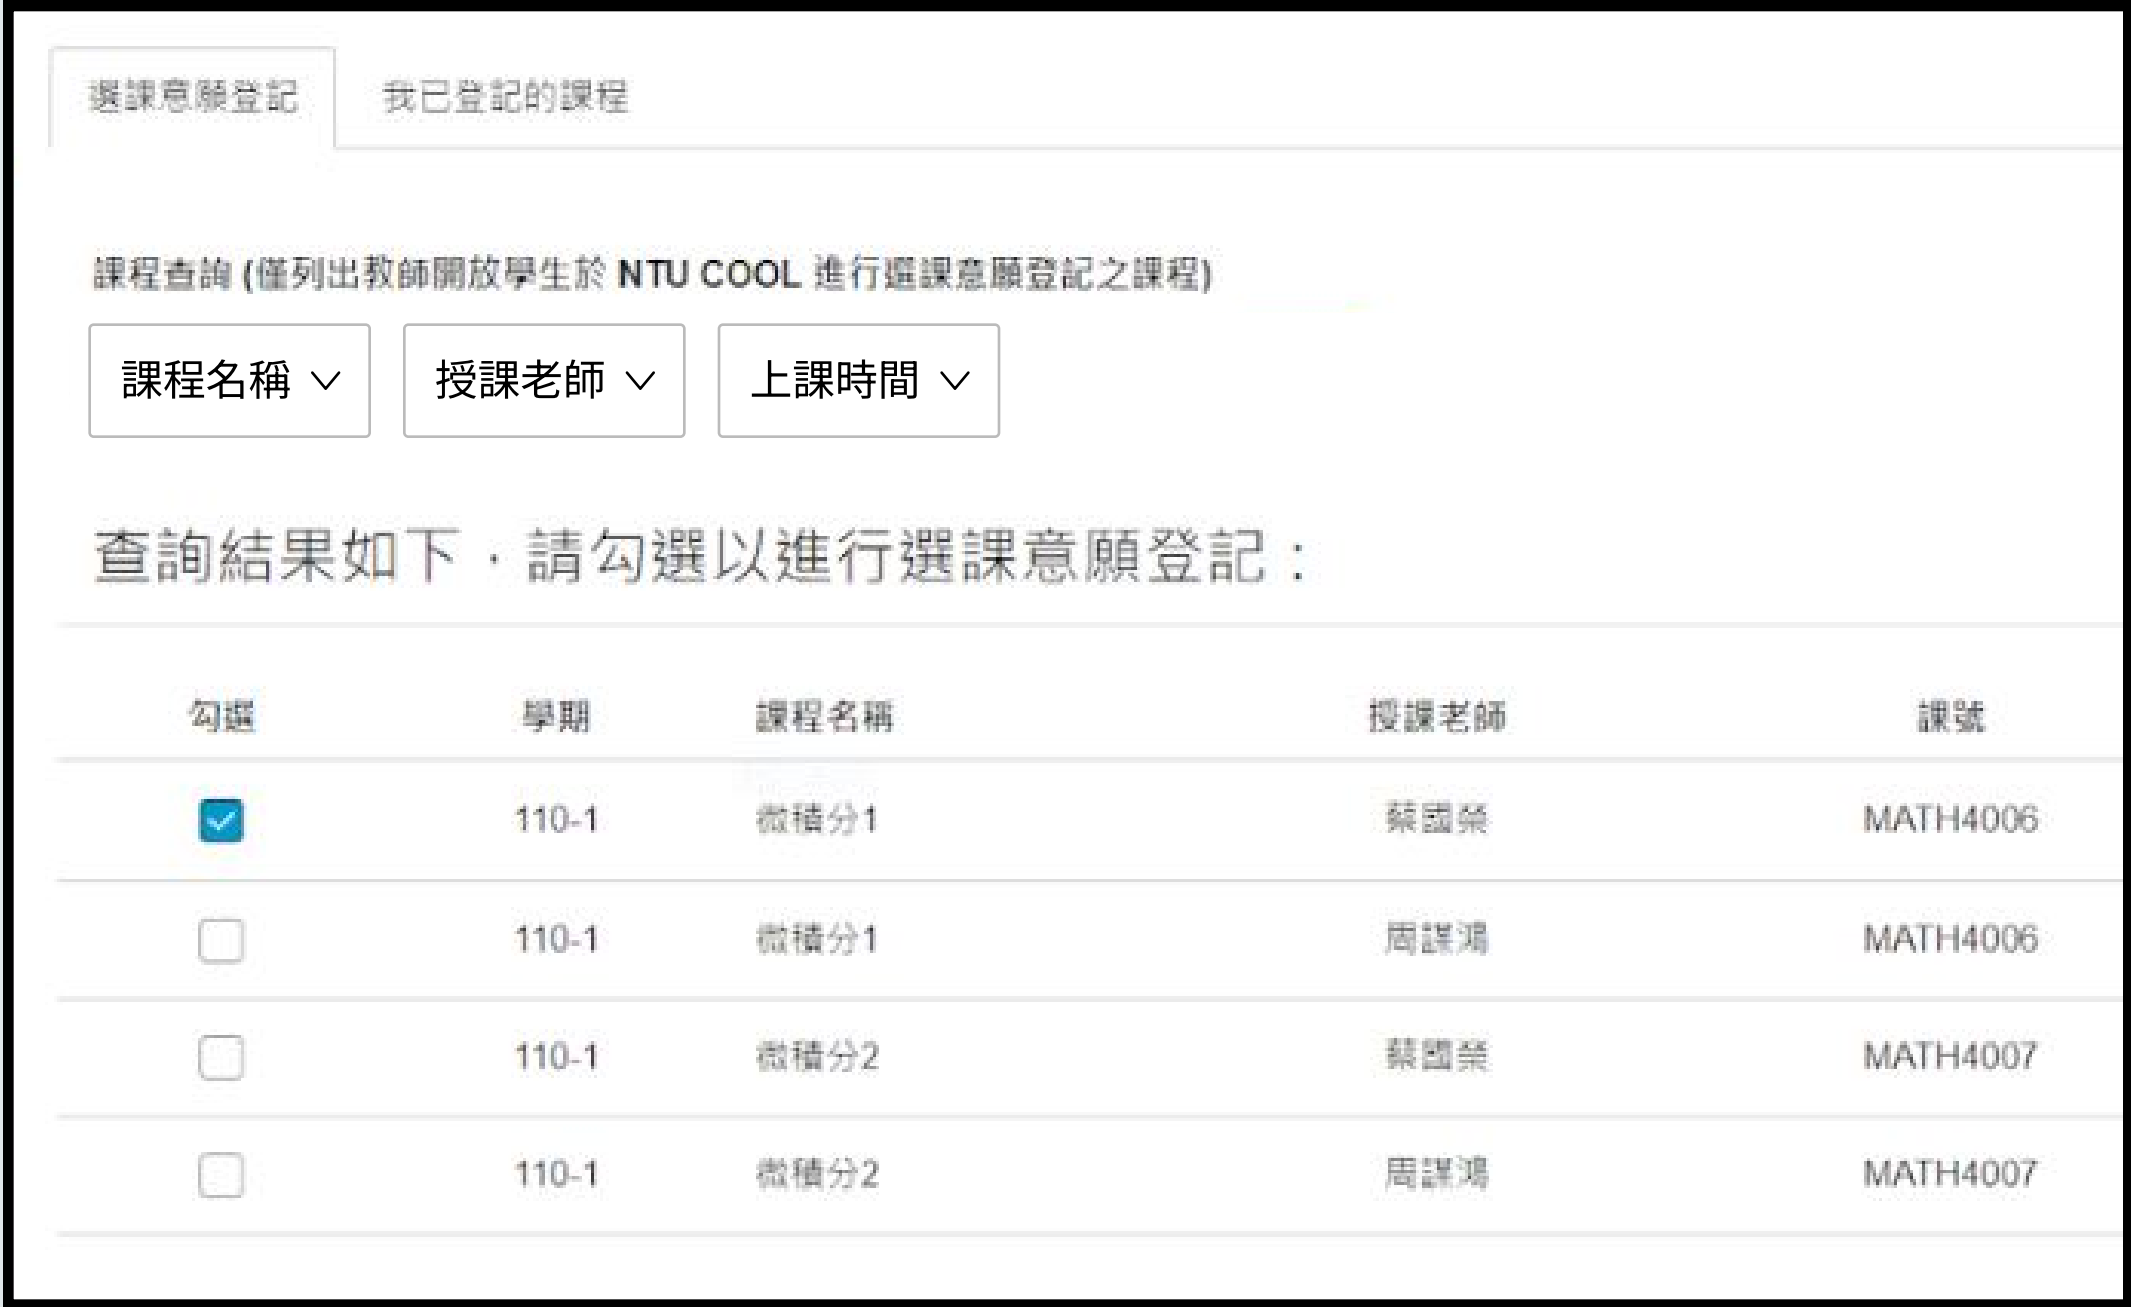 選課意願登記 我已登記的課程
課程查詢 (僅列出教師開放學生於 NTU COOL 進行選課意願登記之課程)
課程名稱 授課老師 上課時間
查詢結果如下，請勾選以進行選課意願登記：
勾選 學期 課程名稱 授課老師 課號
110-1 微積分1 蔡國榮 MATH4006
110-1 微積分1 周謀鴻 MATH4006
110-1 微積分2 蔡國榮 MATH4007
110-1 微積分2 周謀鴻 MATH4007